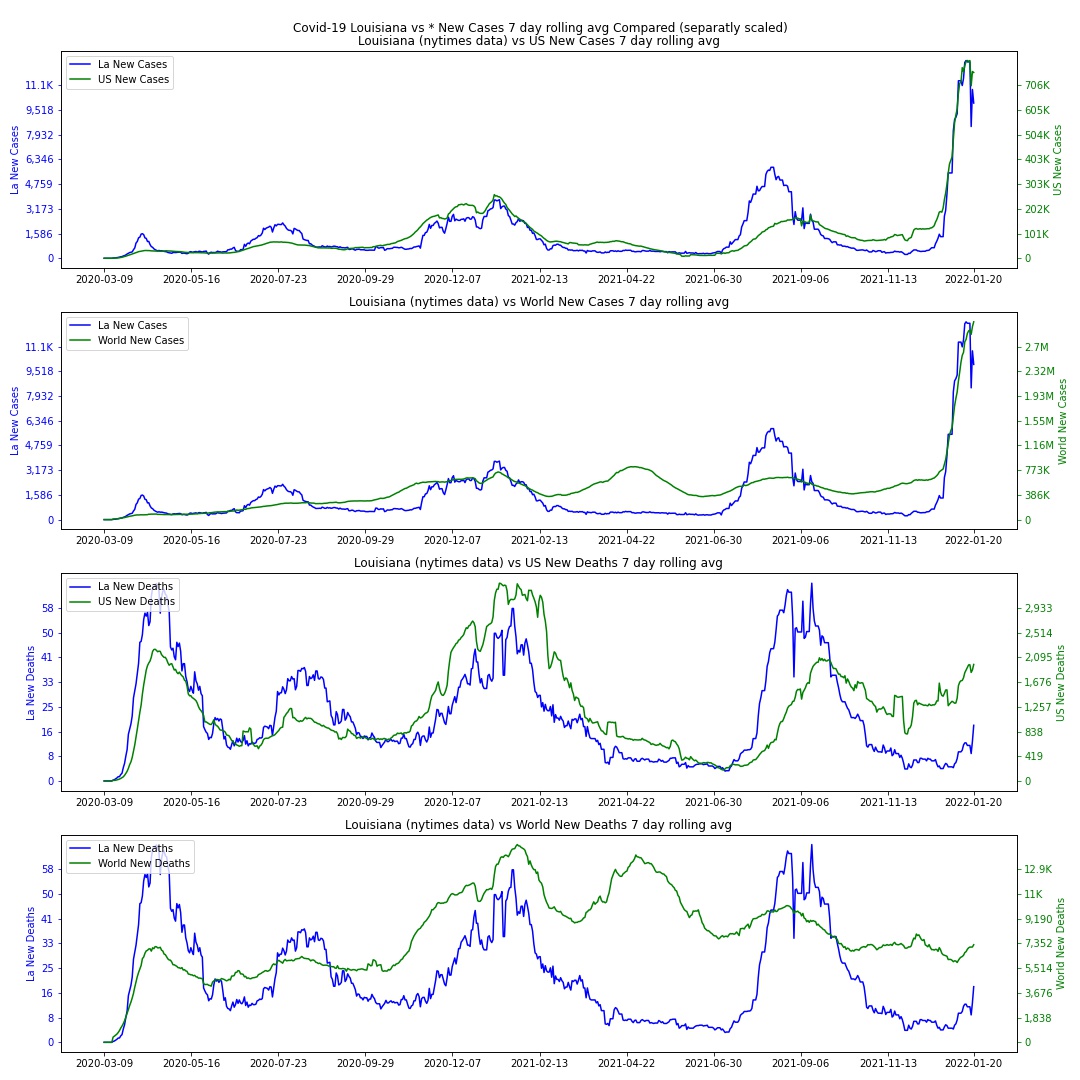 Covid-19 Louisiana vs * New Cases 7 day rolling avg Compared (separatly scaled)
Louisiana (nytimes data) vs US New Cases 7 day rolling avg
La New Cases
US New Cases
11.1K
9,518
7,932
6,346
4,759
3,173
1,586
0
La New Cases
706K
605K
504K
403K
303K
202K
101K
0
US New Cases
2020-03-09 2020-05-16 2020-07-23 2020-09-29 2020-12-07 2021-02-13 2021-04-22 2021-06-30 2021-09-06 2021-11-13 2022-01-20
Louisiana (nytimes data) vs World New Cases 7 day rolling avg
La New Cases
World New Cases
11.1K
9,518
7,932
6,346
4,759
3,173
1,586
0
La New Cases
2.7M
2.32M
1.93M
1.55M
1.16M
773K
386K
0
World New Cases
2020-03-09 2020-05-16 2020-07-23 2020-09-29 2020-12-07 2021-02-13 2021-04-22 2021-06-30 2021-09-06 2021-11-13 2022-01-20
Louisiana (nytimes data) vs US New Deaths 7 day rolling avg
La New Deaths
US New Deaths
58
50
41
33
25
16
8
0
La New Deaths
2,933
2,514
2,095
1,676
1,257
838
419
0
US New Deaths
2020-03-09 2020-05-16 2020-07-23 2020-09-29 2020-12-07 2021-02-13 2021-04-22 2021-06-30 2021-09-06 2021-11-13 2022-01-20
Louisiana (nytimes data) vs World New Deaths 7 day rolling avg
La New Deaths
World New Deaths
58
50
41
33
25
16
8
0
La New Deaths
12.9K
11K
9,190
7,352
5,514
3,676
1,838
0
World New Deaths
2020-03-09 2020-05-16 2020-07-23 2020-09-29 2020-12-07 2021-02-13 2021-04-22 2021-06-30 2021-09-06 2021-11-13 2022-01-20